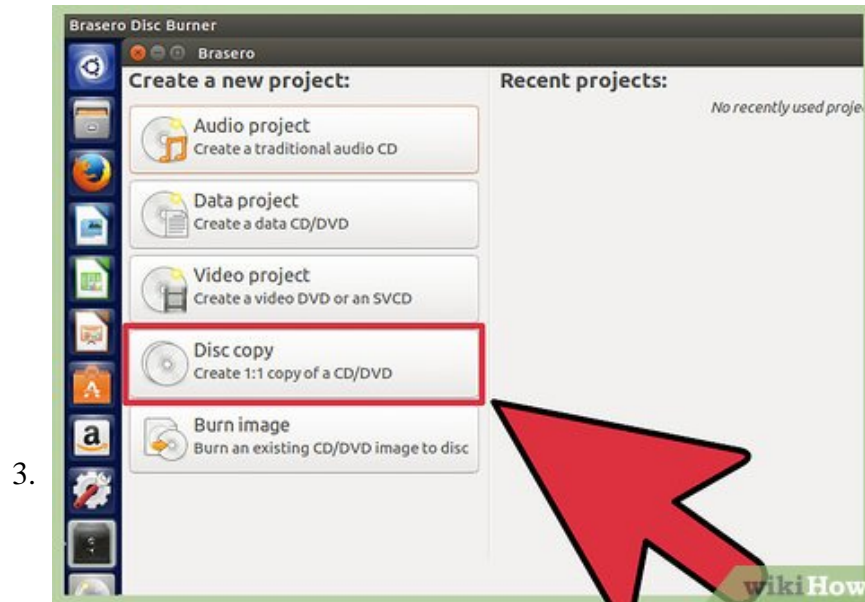 Brasero Disc Burner
Brasero
Create a new project:
Recent projects:
No recently used proje
Audio project
Create a traditional audio CD
Data project
Create a data CD/DVD
Video project
Create a video DVD or an SVCD
Disc copy
Create 1:1 copy of a CD/DVD
Burn image
Burn an existing CD/DVD image to disc
a
3.
wikiHow